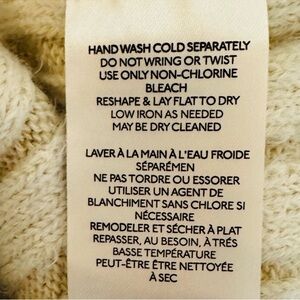 HAND WASH COLD SEPARATELY
DO NOT WRING OR TWIST
USE ONLY NON-CHLORINE
BLEACH
RESHAPE & LAY FLAT TO DRY
LOW IRON AS NEEDED
MAY BE DRY CLEANED
LAVER À LA MAIN À L'EAU FROIDE
SÉPARÉMEN
NE PAS TORDRE OU ESSORER
UTILISER UN AGENT DE
BLANCHIMENT SANS CHLORE SI
NÉCESSAIRE
REMODELER ET SÉCHER À PLAT
REPASSER, AU BESOIN, À TRÉS
BASSE TEMPÉRATURE
PEUT-ÊTRE ÊTRE NETTOYÉE
À SEC